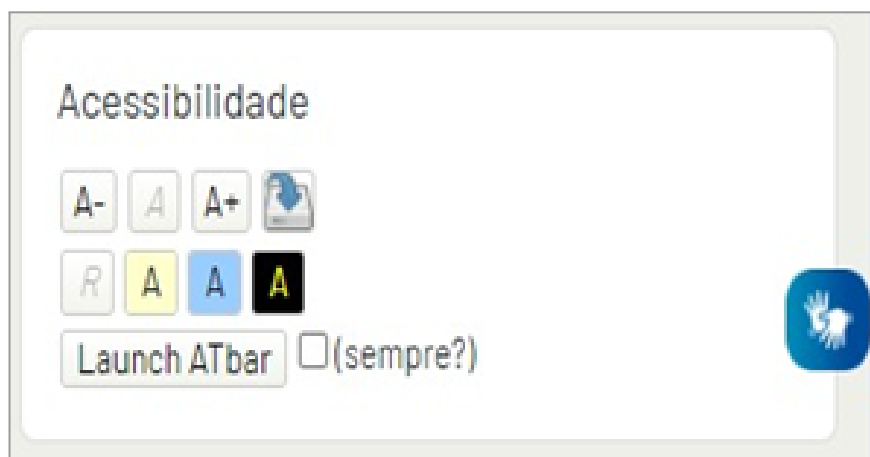 Acessibilidade
A- A A+
R A A A
Launch ATbar (sempre?)